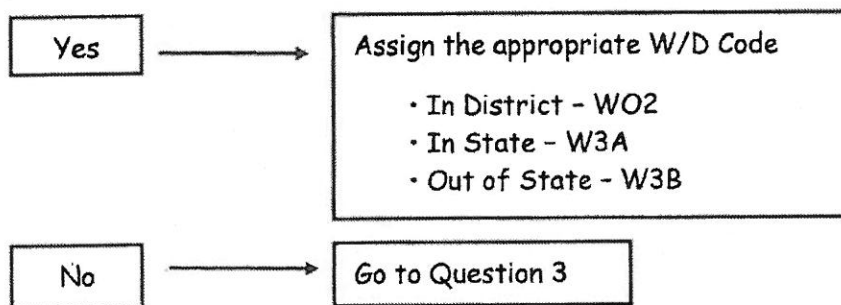 Yes
Assign the appropriate W/D Code
• In District - WO2
• In State - W3A
• Out of State - W3B
No
Go to Question 3